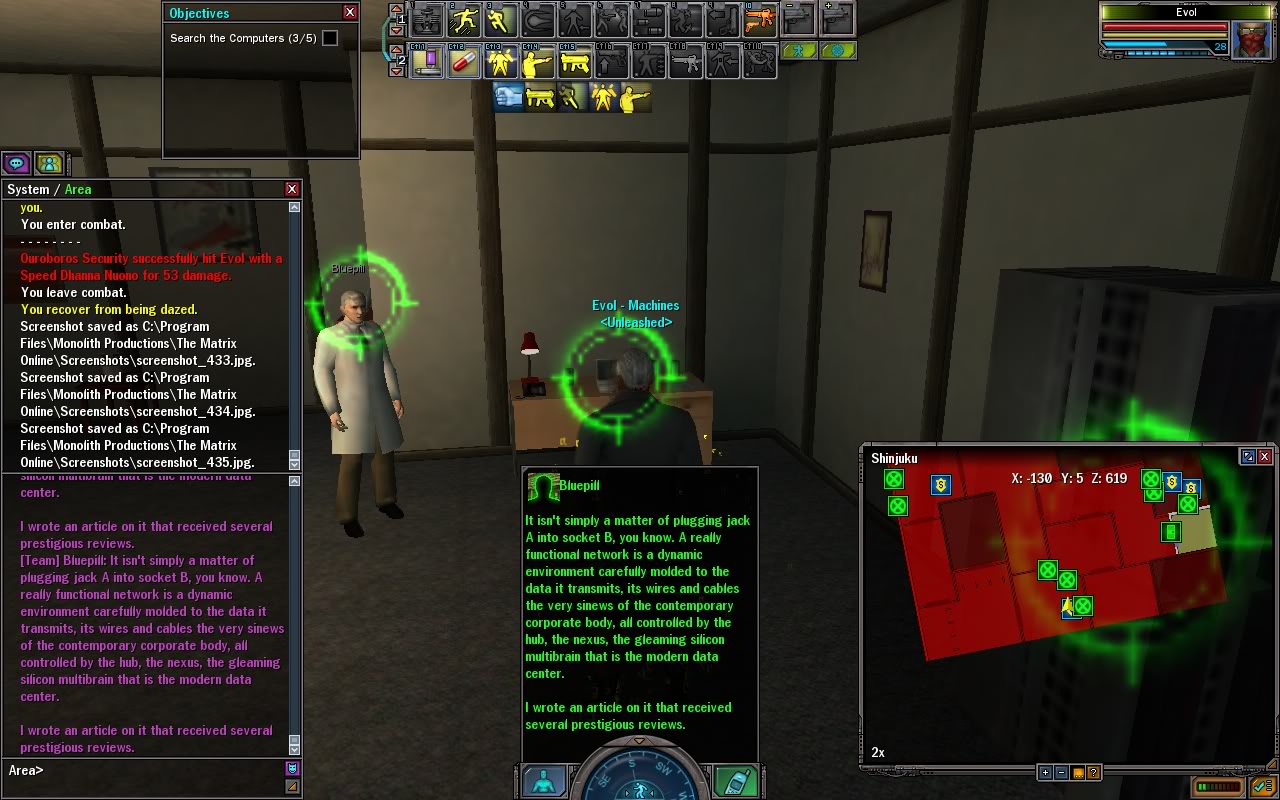 Objectives
Search the Computers (3/5)
Evol
28
1
2
System / Area
you.
You enter combat.
- - - - - - - -
Ouroboros Security successfully hit Evol with a
Speed Dhanna Nuono for 53 damage.
You leave combat.
You recover from being dazed.
Screenshot saved as C:\Program
Files\Monolith Productions\The Matrix
Online\Screenshots\screenshot_433.jpg.
Screenshot saved as C:\Program
Files\Monolith Productions\The Matrix
Online\Screenshots\screenshot_434.jpg.
Screenshot saved as C:\Program
Files\Monolith Productions\The Matrix
Online\Screenshots\screenshot_435.jpg.
silicon multibrain that is the modern data
center.
I wrote an article on it that received several
prestigious reviews.
[Team] Bluepill: It isn't simply a matter of
plugging jack A into socket B, you know. A
really functional network is a dynamic
environment carefully molded to the data it
transmits, its wires and cables the very sinews
of the contemporary corporate body, all
controlled by the hub, the nexus, the gleaming
silicon multibrain that is the modern data
center.
I wrote an article on it that received several
prestigious reviews.
Area>
Bluepill
Evol - Machines
<Unleashed>
Bluepill
It isn't simply a matter of plugging jack
A into socket B, you know. A really
functional network is a dynamic
environment carefully molded to the
data it transmits, its wires and cables
the very sinews of the contemporary
corporate body, all controlled by the
hub, the nexus, the gleaming silicon
multibrain that is the modern data
center.
I wrote an article on it that received
several prestigious reviews.
SE
S
SW
W
Shinjuku
X: -130 Y: 5 Z: 619
2x